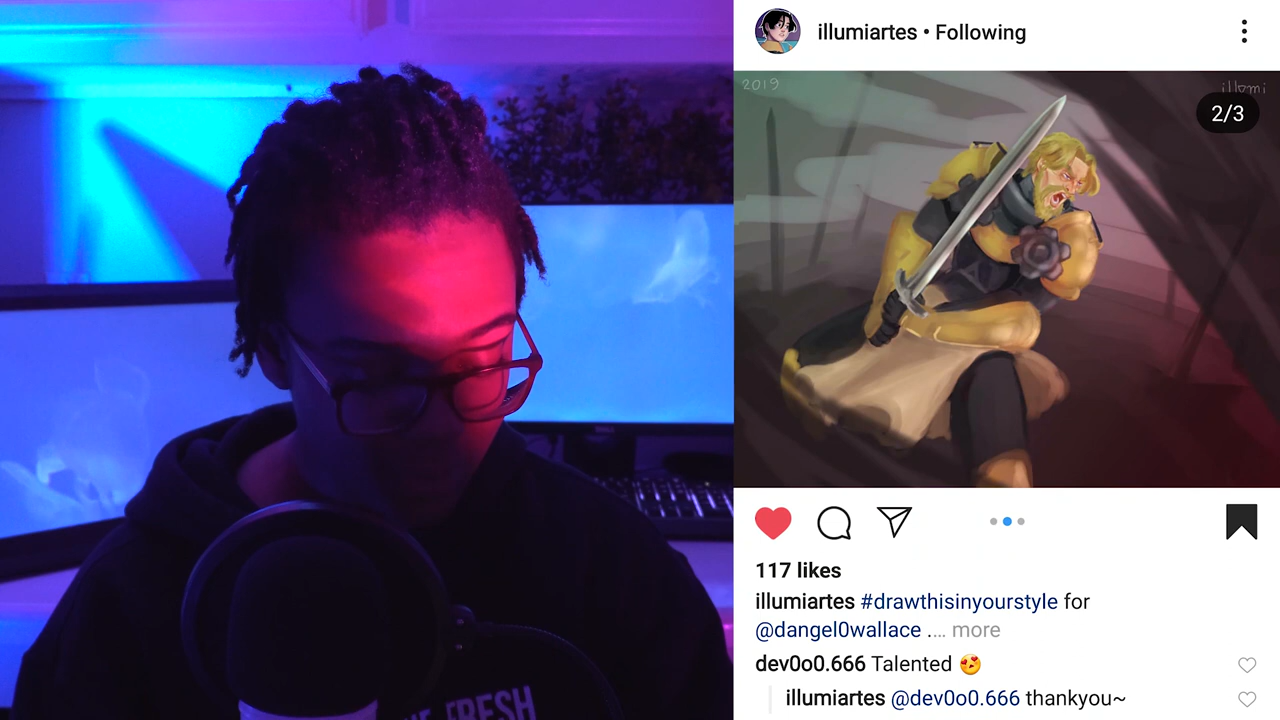 illumiartes • Following
2019
illumi
2/3
117 likes
illumiartes #drawthisinyourstyle for
@dangel0wallace .... more
dev0o0.666 Talented 😍
illumiartes @dev0o0.666 thankyou~
FRESH